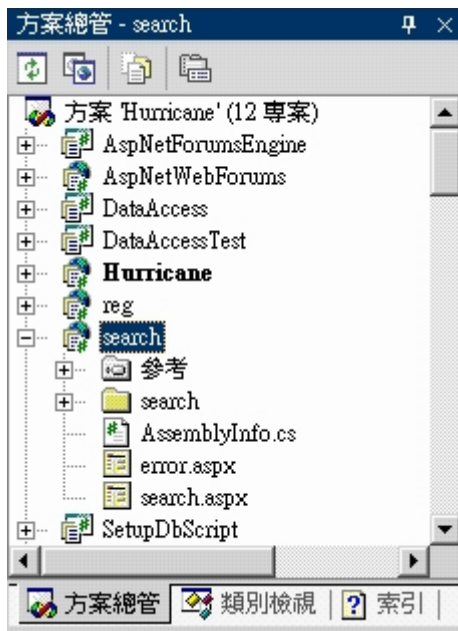 方案總管 - search
方案 'Hurricane' (12 專案)
AspNetForumsEngine
AspNetWebForums
DataAccess
DataAccessTest
Hurricane
reg
search
參考
search
AssemblyInfo.cs
error.aspx
search.aspx
SetupDbScript
方案總管 類別檢視 索引